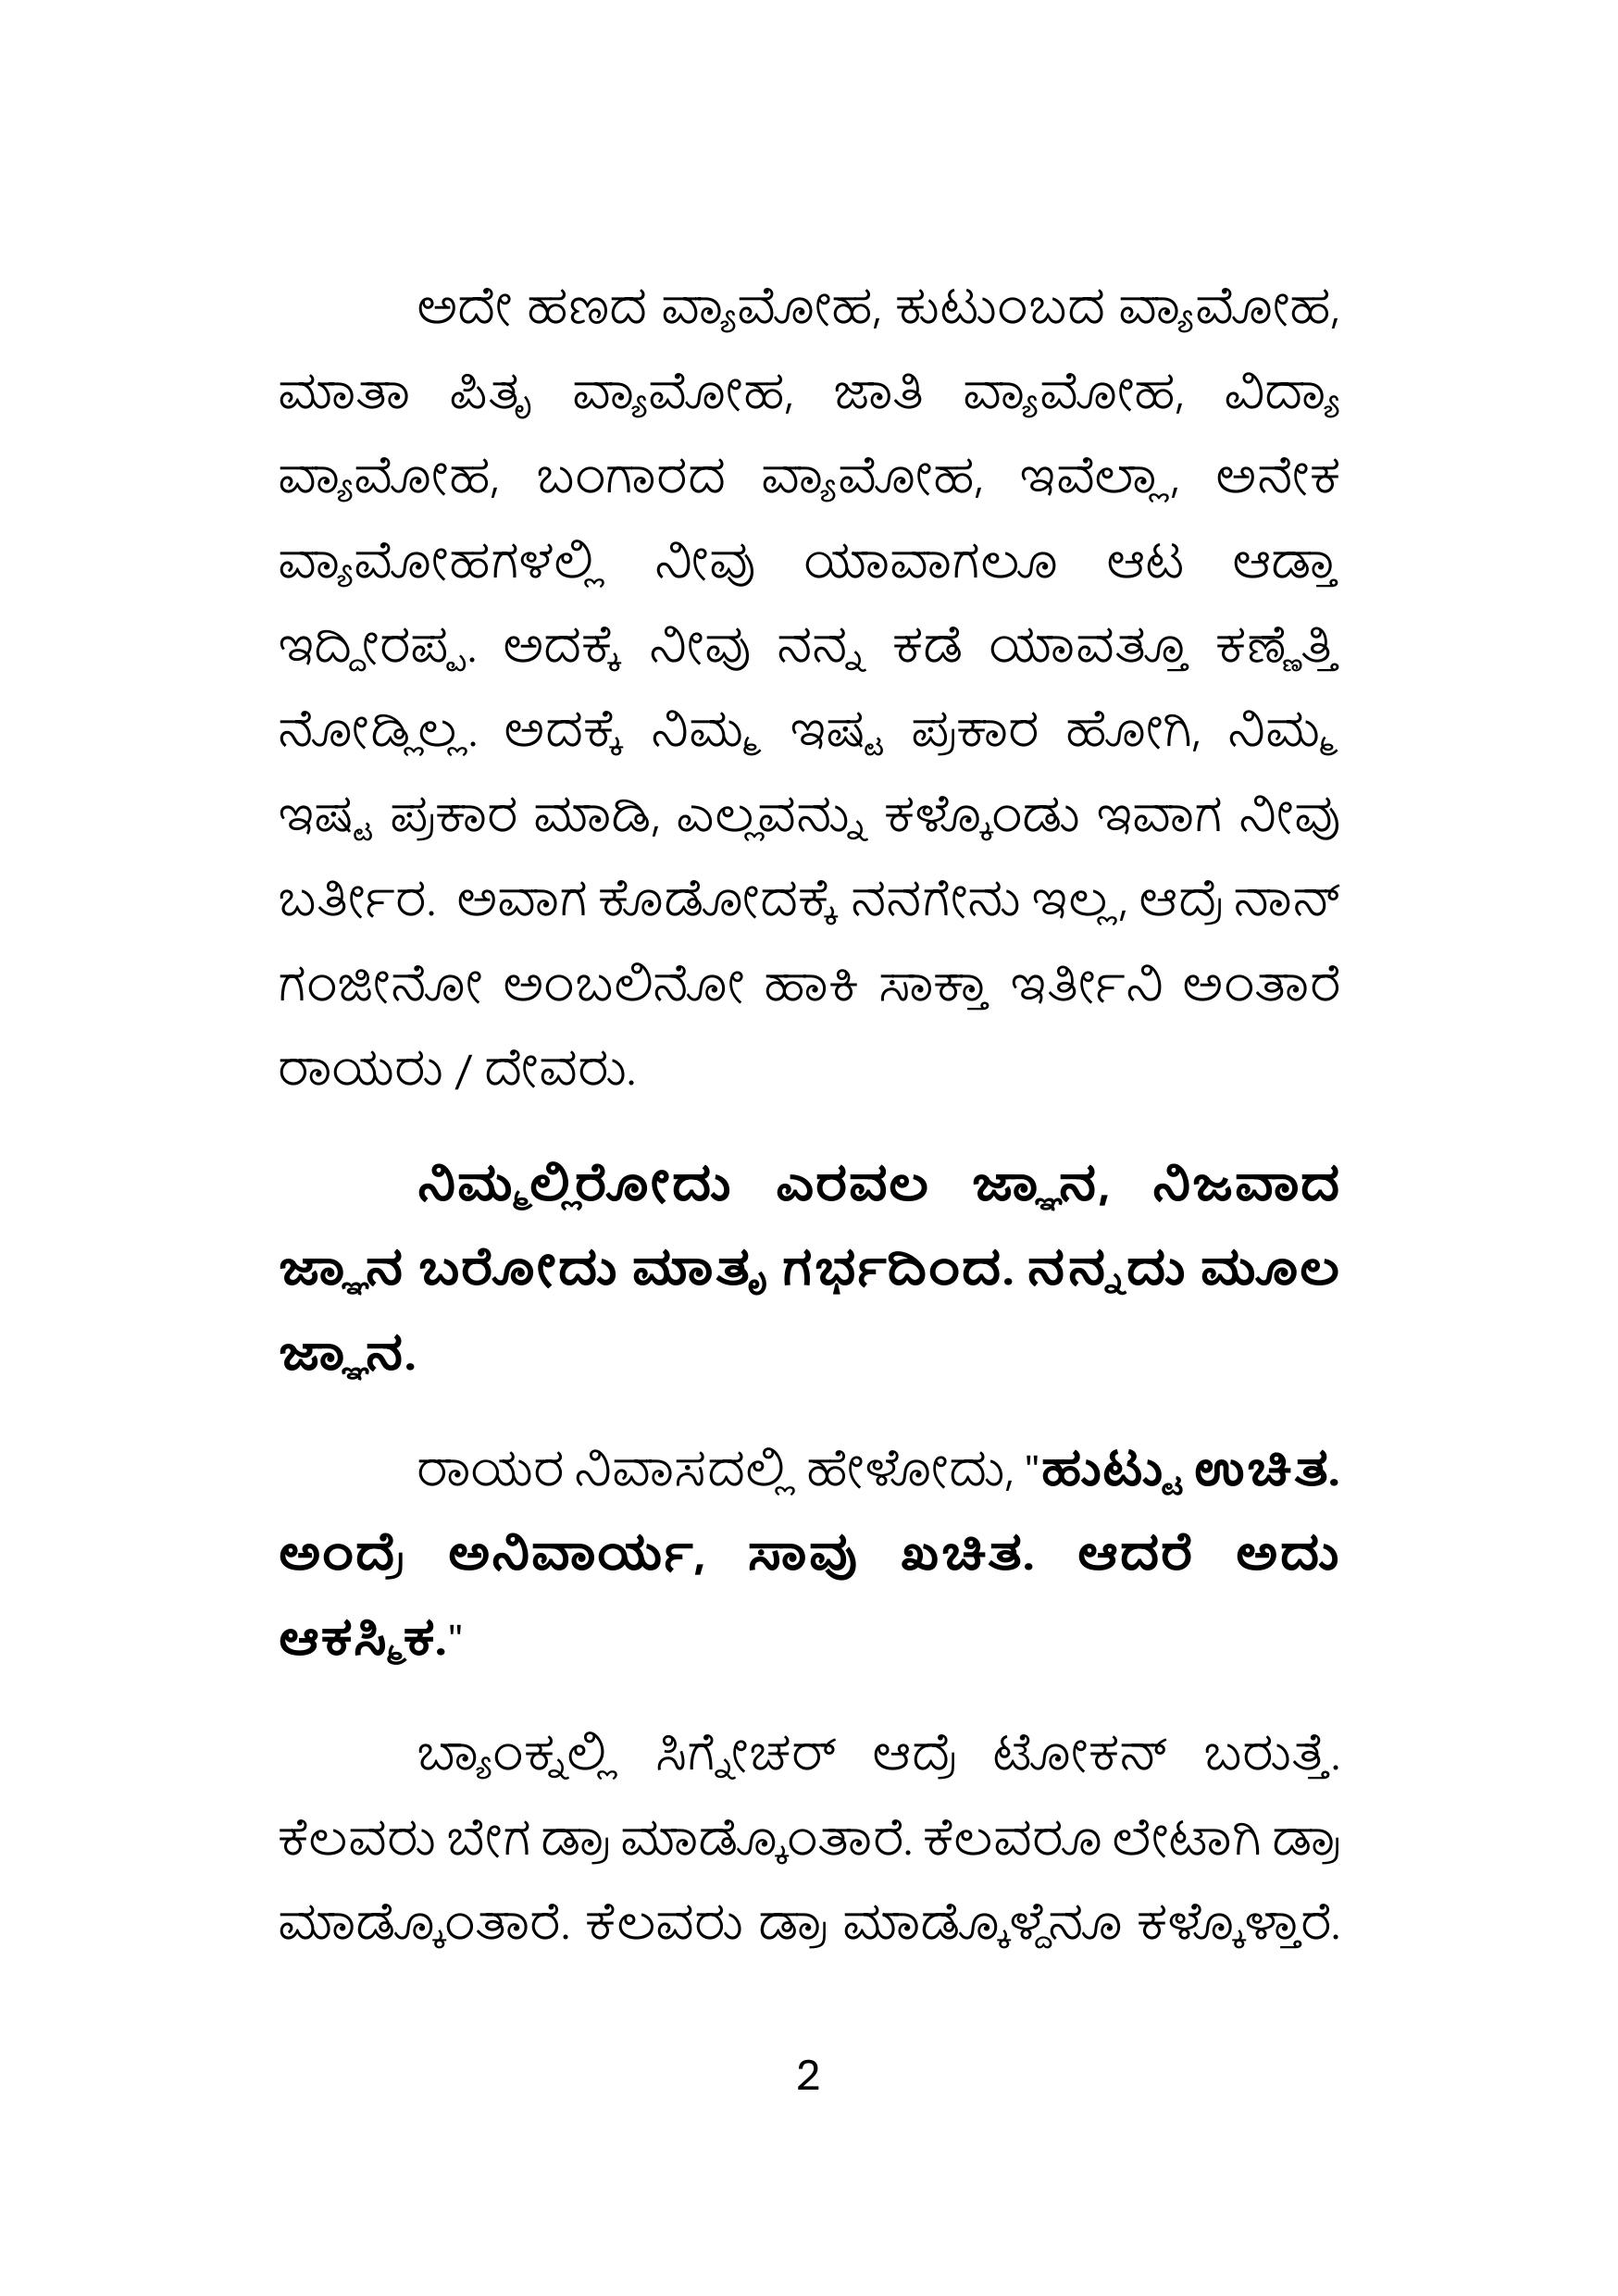 ಅದೇ ಹಣದ ವ್ಯಾಮೋಹ, ಕುಟುಂಬದ ವ್ಯಾಮೋಹ,
ಮಾತಾ ಪಿತೃ ವ್ಯಾಮೋಹ, ಜಾತಿ ವ್ಯಾಮೋಹ, ವಿದ್ಯಾ
ವ್ಯಾಮೋಹ, ಬಂಗಾರದ ವ್ಯಾಮೋಹ, ಇವೆಲ್ಲಾ, ಅನೇಕ
ವ್ಯಾಮೋಹಗಳಲ್ಲಿ ನೀವು ಯಾವಾಗಲೂ ಆಟ ಆಡ್ತಾ
ಇದ್ದೀರಪ್ಪ. ಅದಕ್ಕೆ ನೀವು ನನ್ನ ಕಡೆ ಯಾವತ್ತೂ ಕಣ್ಣೆತ್ತಿ
ನೋಡ್ಲಿಲ್ಲ. ಅದಕ್ಕೆ ನಿಮ್ಮ ಇಷ್ಟ ಪ್ರಕಾರ ಹೋಗಿ, ನಿಮ್ಮ
ಇಷ್ಟ ಪ್ರಕಾರ ಮಾಡಿ, ಎಲ್ಲವನ್ನು ಕಳ್ಕೊಂಡು ಇವಾಗ ನೀವು
ಬರ್ತೀರ. ಅವಾಗ ಕೊಡೋದಕ್ಕೆ ನನಗೇನು ಇಲ್ಲ, ಆದ್ರೆ ನಾನ್
ಗಂಜೀನೋ ಅಂಬಲಿನೋ ಹಾಕಿ ಸಾಕ್ತಾ ಇರ್ತೀನಿ ಅಂತಾರೆ
ರಾಯರು / ದೇವರು.
ನಿಮ್ಮಲ್ಲಿರೋದು ಎರವಲ ಜ್ಞಾನ, ನಿಜವಾದ
ಜ್ಞಾನ ಬರೋದು ಮಾತೃ ಗರ್ಭದಿಂದ. ನನ್ನದು ಮೂಲ
ಜ್ಞಾನ.
ರಾಯರ ನಿವಾಸದಲ್ಲಿ ಹೇಳೋದು, "ಹುಟ್ಟು ಉಚಿತ.
ಅಂದ್ರೆ ಅನಿವಾರ್ಯ, ಸಾವು ಖಚಿತ. ಆದರೆ ಅದು
ಆಕಸ್ಮಿಕ."
ಬ್ಯಾಂಕ್ನಲ್ಲಿ ಸಿಗ್ನೇಚರ್ ಆದ್ರೆ ಟೋಕನ್ ಬರುತ್ತೆ.
ಕೆಲವರು ಬೇಗ ಡ್ರಾ ಮಾಡ್ಕೊಂತಾರೆ. ಕೆಲವರೂ ಲೇಟಾಗಿ ಡ್ರಾ
ಮಾಡ್ಕೊಂತಾರೆ. ಕೆಲವರು ಡ್ರಾ ಮಾಡ್ಕೊಳ್ದೆನೂ ಕಳ್ಕೊಳ್ತಾರೆ.
2